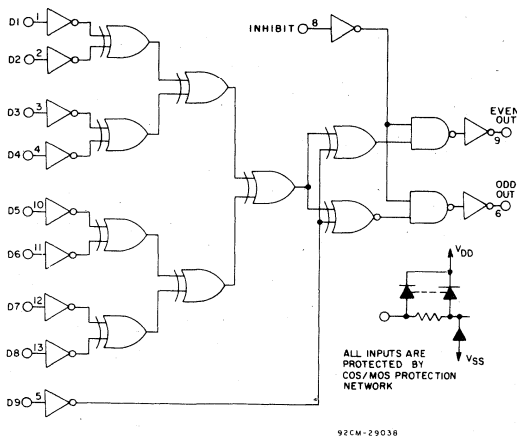 D1 1
D2 2
D3 3
D4 4
D5 10
D6 11
D7 12
D8 13
D9 5
INHIBIT 8
EVEN
OUT
9
ODD
OUT
6
VDD
VSS
ALL INPUTS ARE
PROTECTED BY
COS/MOS PROTECTION
NETWORK
92CM-29038